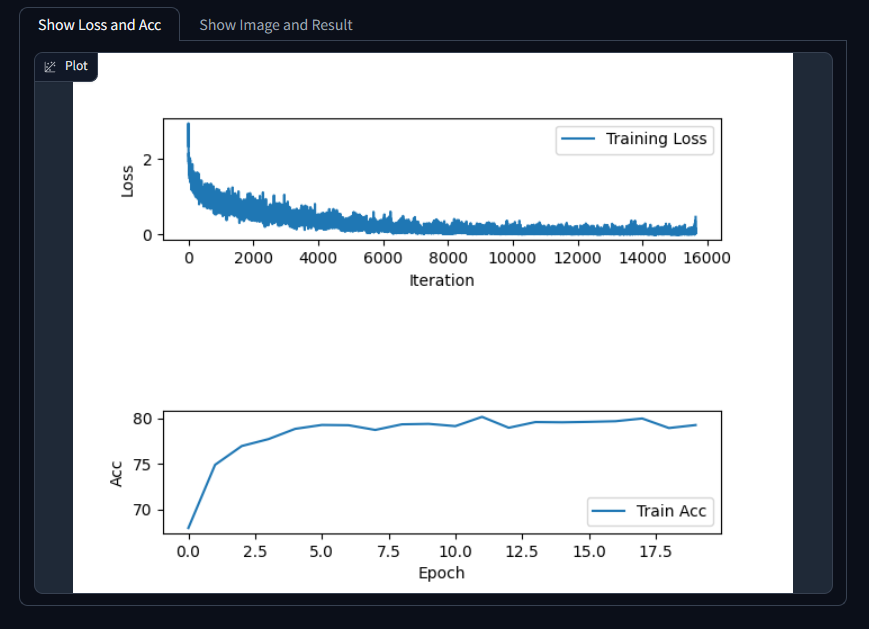 Show Loss and Acc Show Image and Result
Plot
Training Loss
2
0
Loss
0 2000 4000 6000 8000 10000 12000 14000 16000
Iteration
80
75
70
Acc
Train Acc
0.0 2.5 5.0 7.5 10.0 12.5 15.0 17.5
Epoch